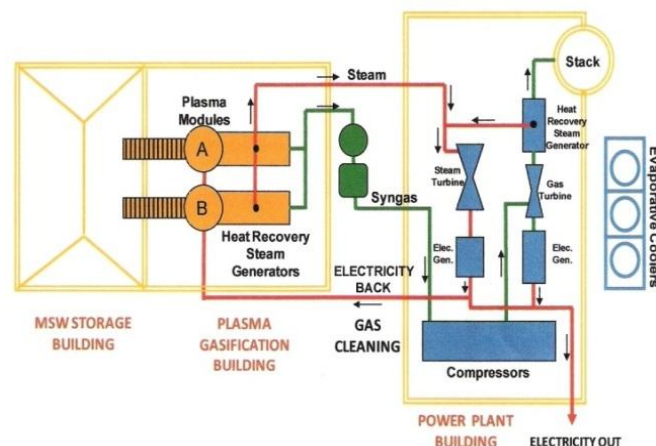 Steam
Stack
Plasma
Modules
A
B
Heat
Recovery
Steam
Generator
Steam
Turbine
Gas
Turbine
Evaporative Coolers
Syngas
Heat Recovery
Steam
Generators
Elec.
Gen.
Elec.
Gen.
ELECTRICITY
BACK
MSW STORAGE
BUILDING
PLASMA
GASIFICATION
BUILDING
GAS
CLEANING
Compressors
POWER PLANT
BUILDING
ELECTRICITY OUT